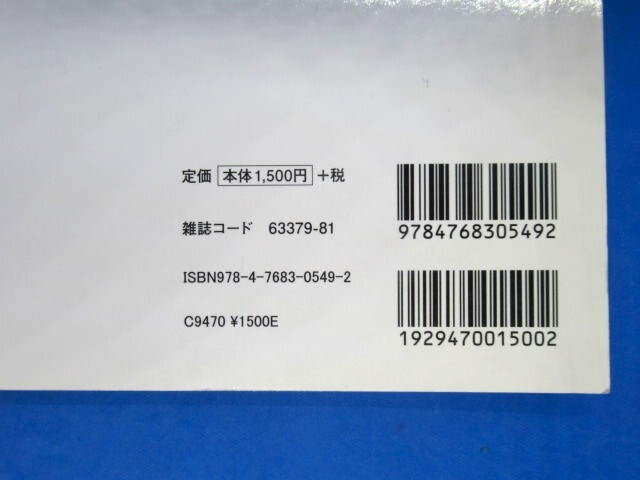 定価 本体1,500円 +税
雑誌コード 63379-81
ISBN978-4-7683-0549-2
C9470 ¥1500E
9784768305492
1929470015002